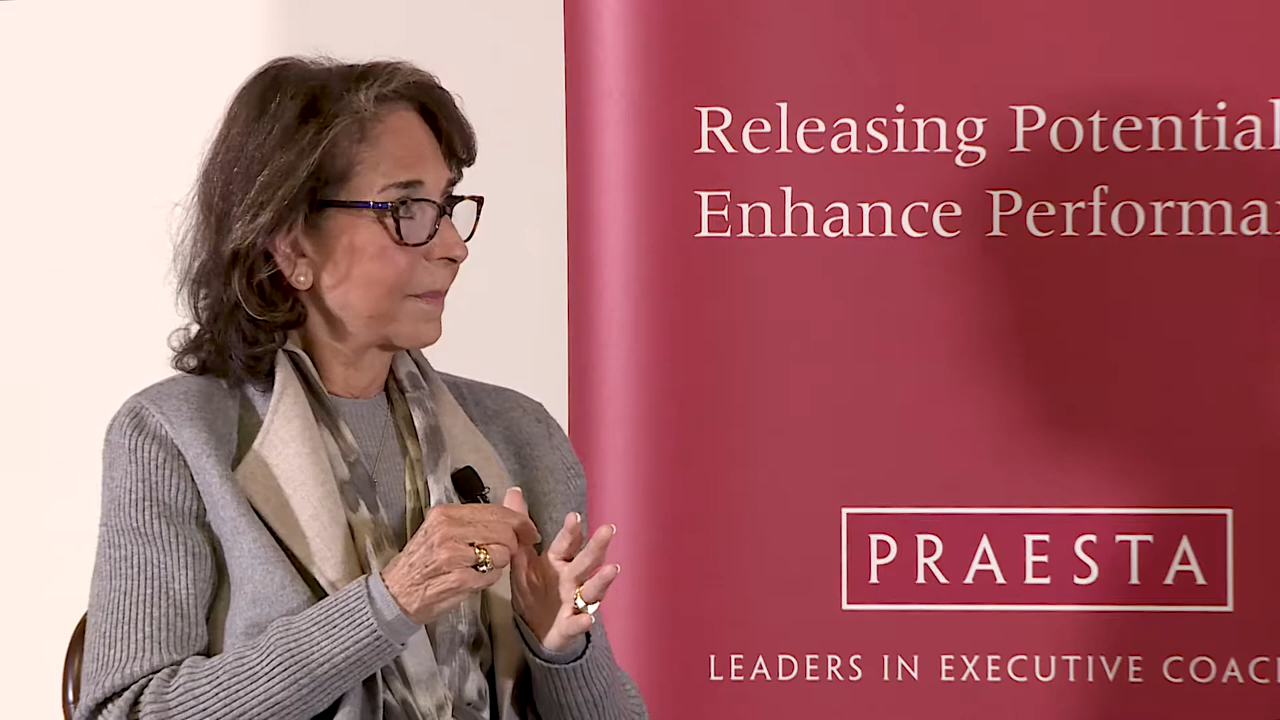 Releasing Potential
Enhance Performa
PRAESTA
LEADERS IN EXECUTIVE COAC